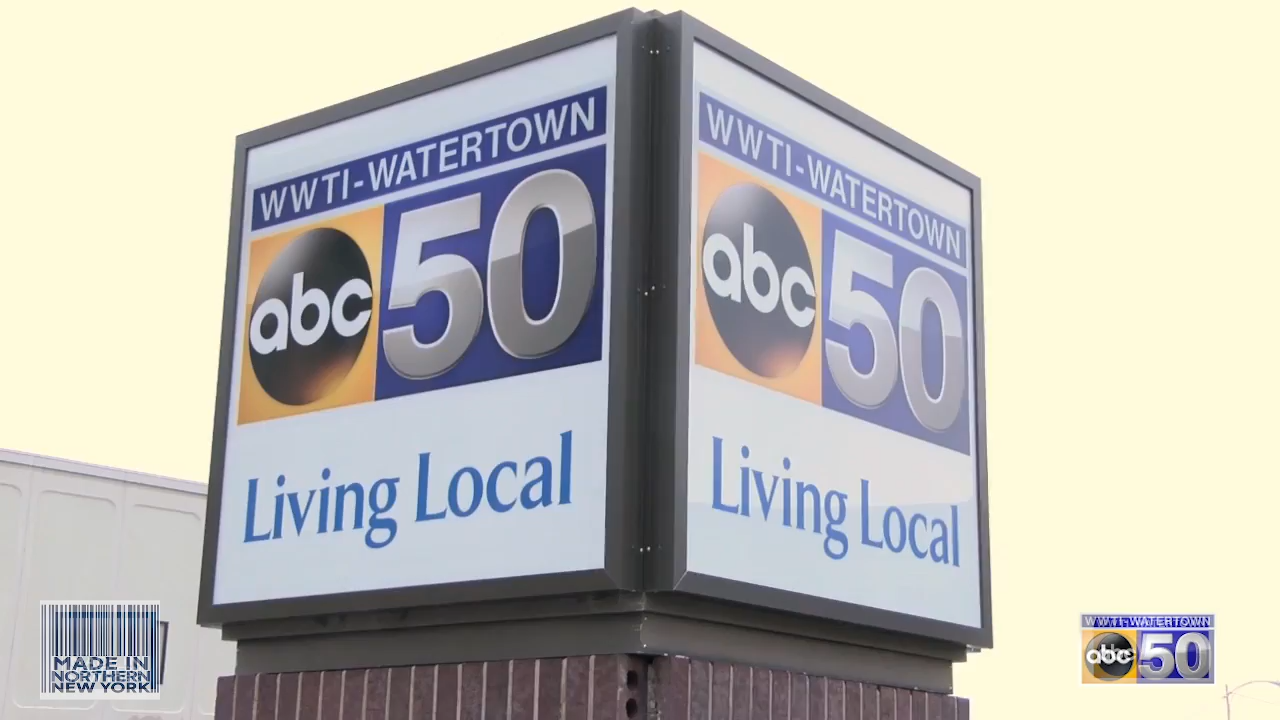 WWTI-WATERTOWN
abc 50
Living Local
WWTI-WATERTOWN
abc 50
Living Local
MADE IN
NORTHERN
NEW YORK
WWTI-WATERTOWN
abc 50